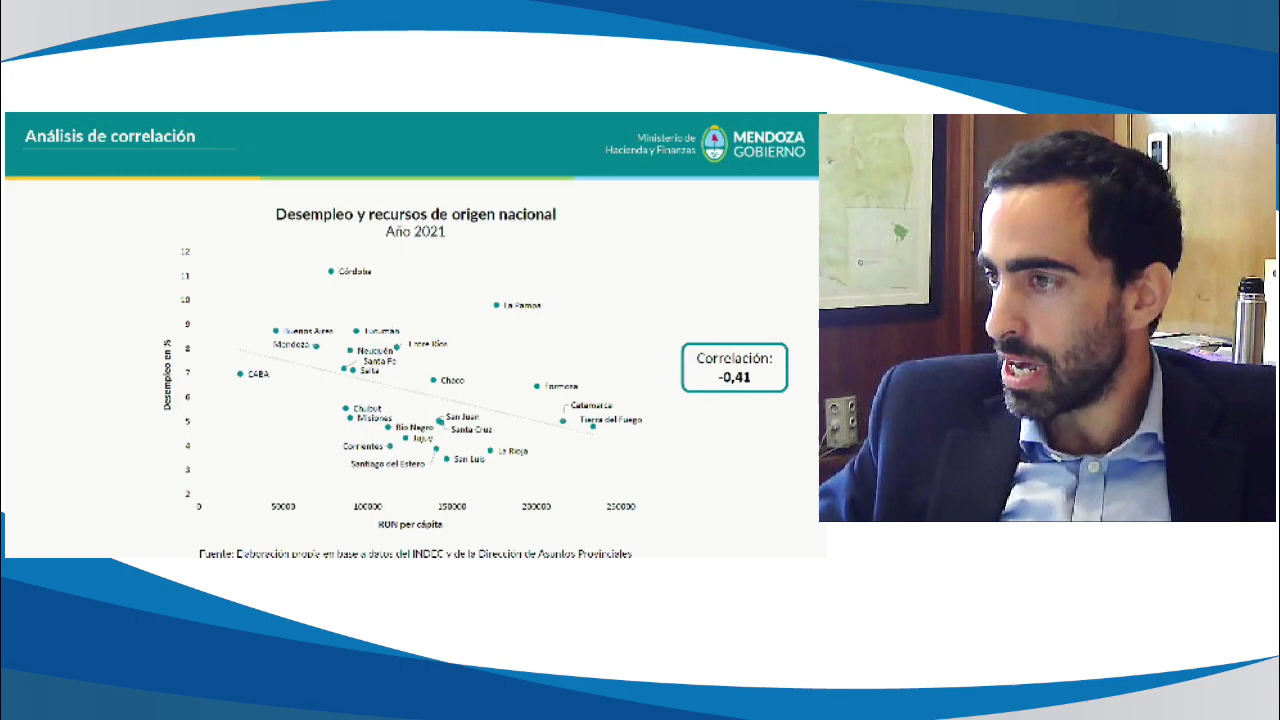 Análisis de correlación
Ministerio de
Hacienda y Finanzas
MENDOZA
GOBIERNO
Desempleo y recursos de origen nacional
Año 2021
Desempleo en %
12
11
10
9
8
7
6
5
4
3
2
Córdoba
La Pampa
Buenos Aires
Tucumán
Mendoza
Entre Ríos
Neuquén
Santa Fe
Salta
CABA
Chaco
Formosa
Catamarca
Chubut
Misiones
San Juan
Tierra del Fuego
Río Negro
Santa Cruz
Jujuy
Corrientes
La Rioja
Santiago del Estero
San Luis
0
50000
100000
150000
200000
250000
RON per cápita
Correlación:
-0,41
Fuente: Elaboración propia en base a datos del INDEC y de la Dirección de Asuntos Provinciales